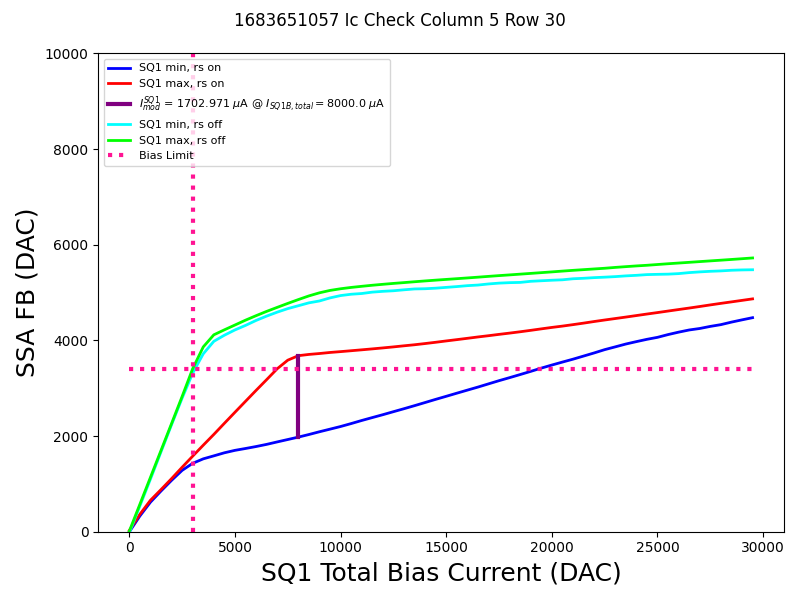 1683651057 Ic Check Column 5 Row 30
10000
8000
6000
4000
2000
0
SSA FB (DAC)
SQ1 min, rs on
SQ1 max, rs on
I_{mod}^{SQ1} = 1702.971 μA @ I_{SQ1B,total} = 8000.0 μA
SQ1 min, rs off
SQ1 max, rs off
Bias Limit
0 5000 10000 15000 20000 25000 30000
SQ1 Total Bias Current (DAC)